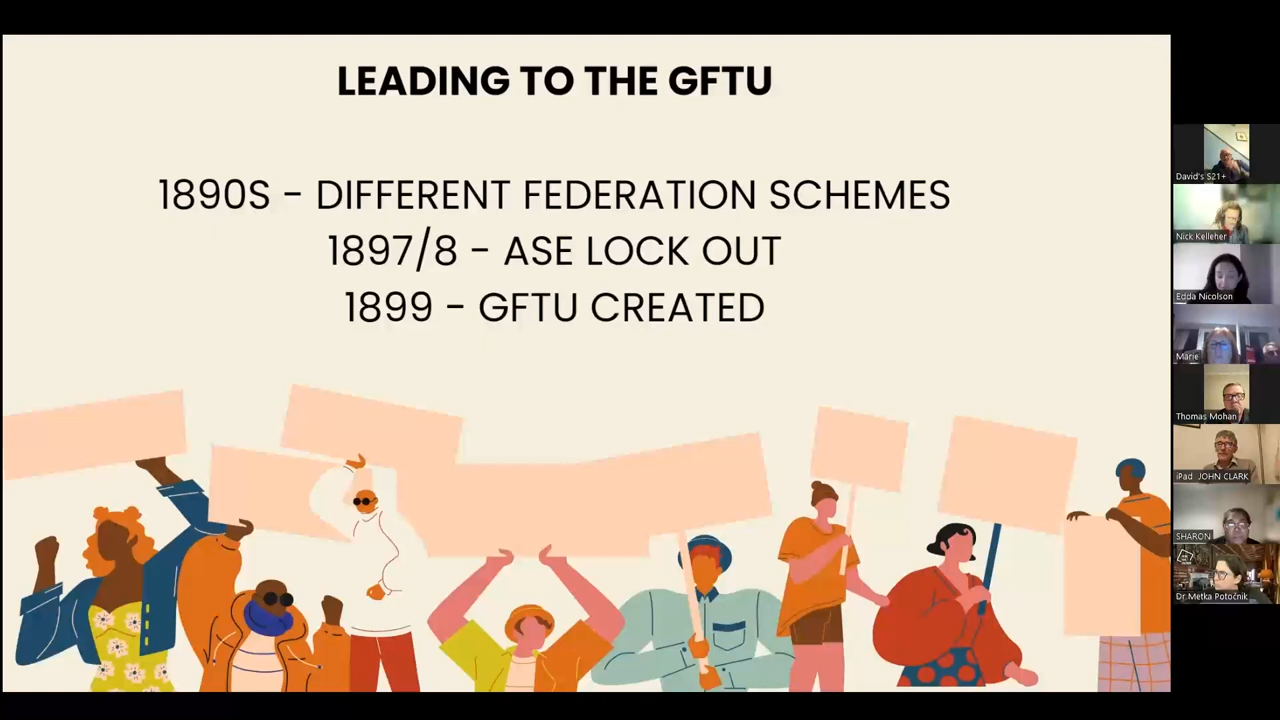 LEADING TO THE GFTU
1890S - DIFFERENT FEDERATION SCHEMES
1897/8 - ASE LOCK OUT
1899 - GFTU CREATED
David's S21+
Nick Kelleher
Edda Nicolson
Marie
Thomas Mohan
iPad JOHN CLARK
SHARON
Dr Metka Potočnik